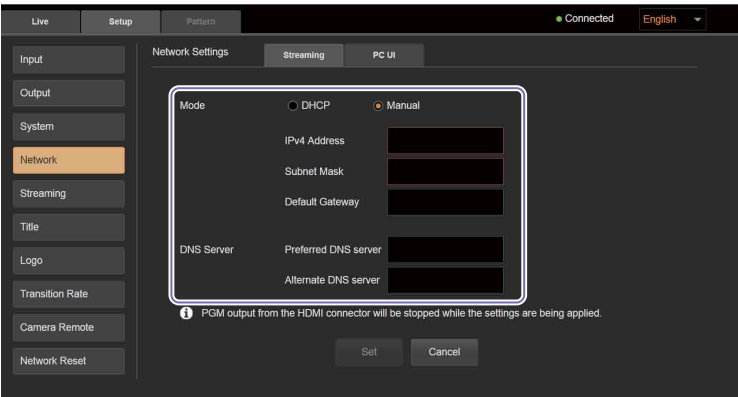 Live Setup Pattern Connected English
Network Settings Streaming PC UI
Input
Output
System
Network
Streaming
Title
Logo
Transition Rate
Camera Remote
Network Reset
Mode DHCP Manual
IPv4 Address
Subnet Mask
Default Gateway
DNS Server Preferred DNS server
Alternate DNS server
PGM output from the HDMI connector will be stopped while the settings are being applied.
Set Cancel